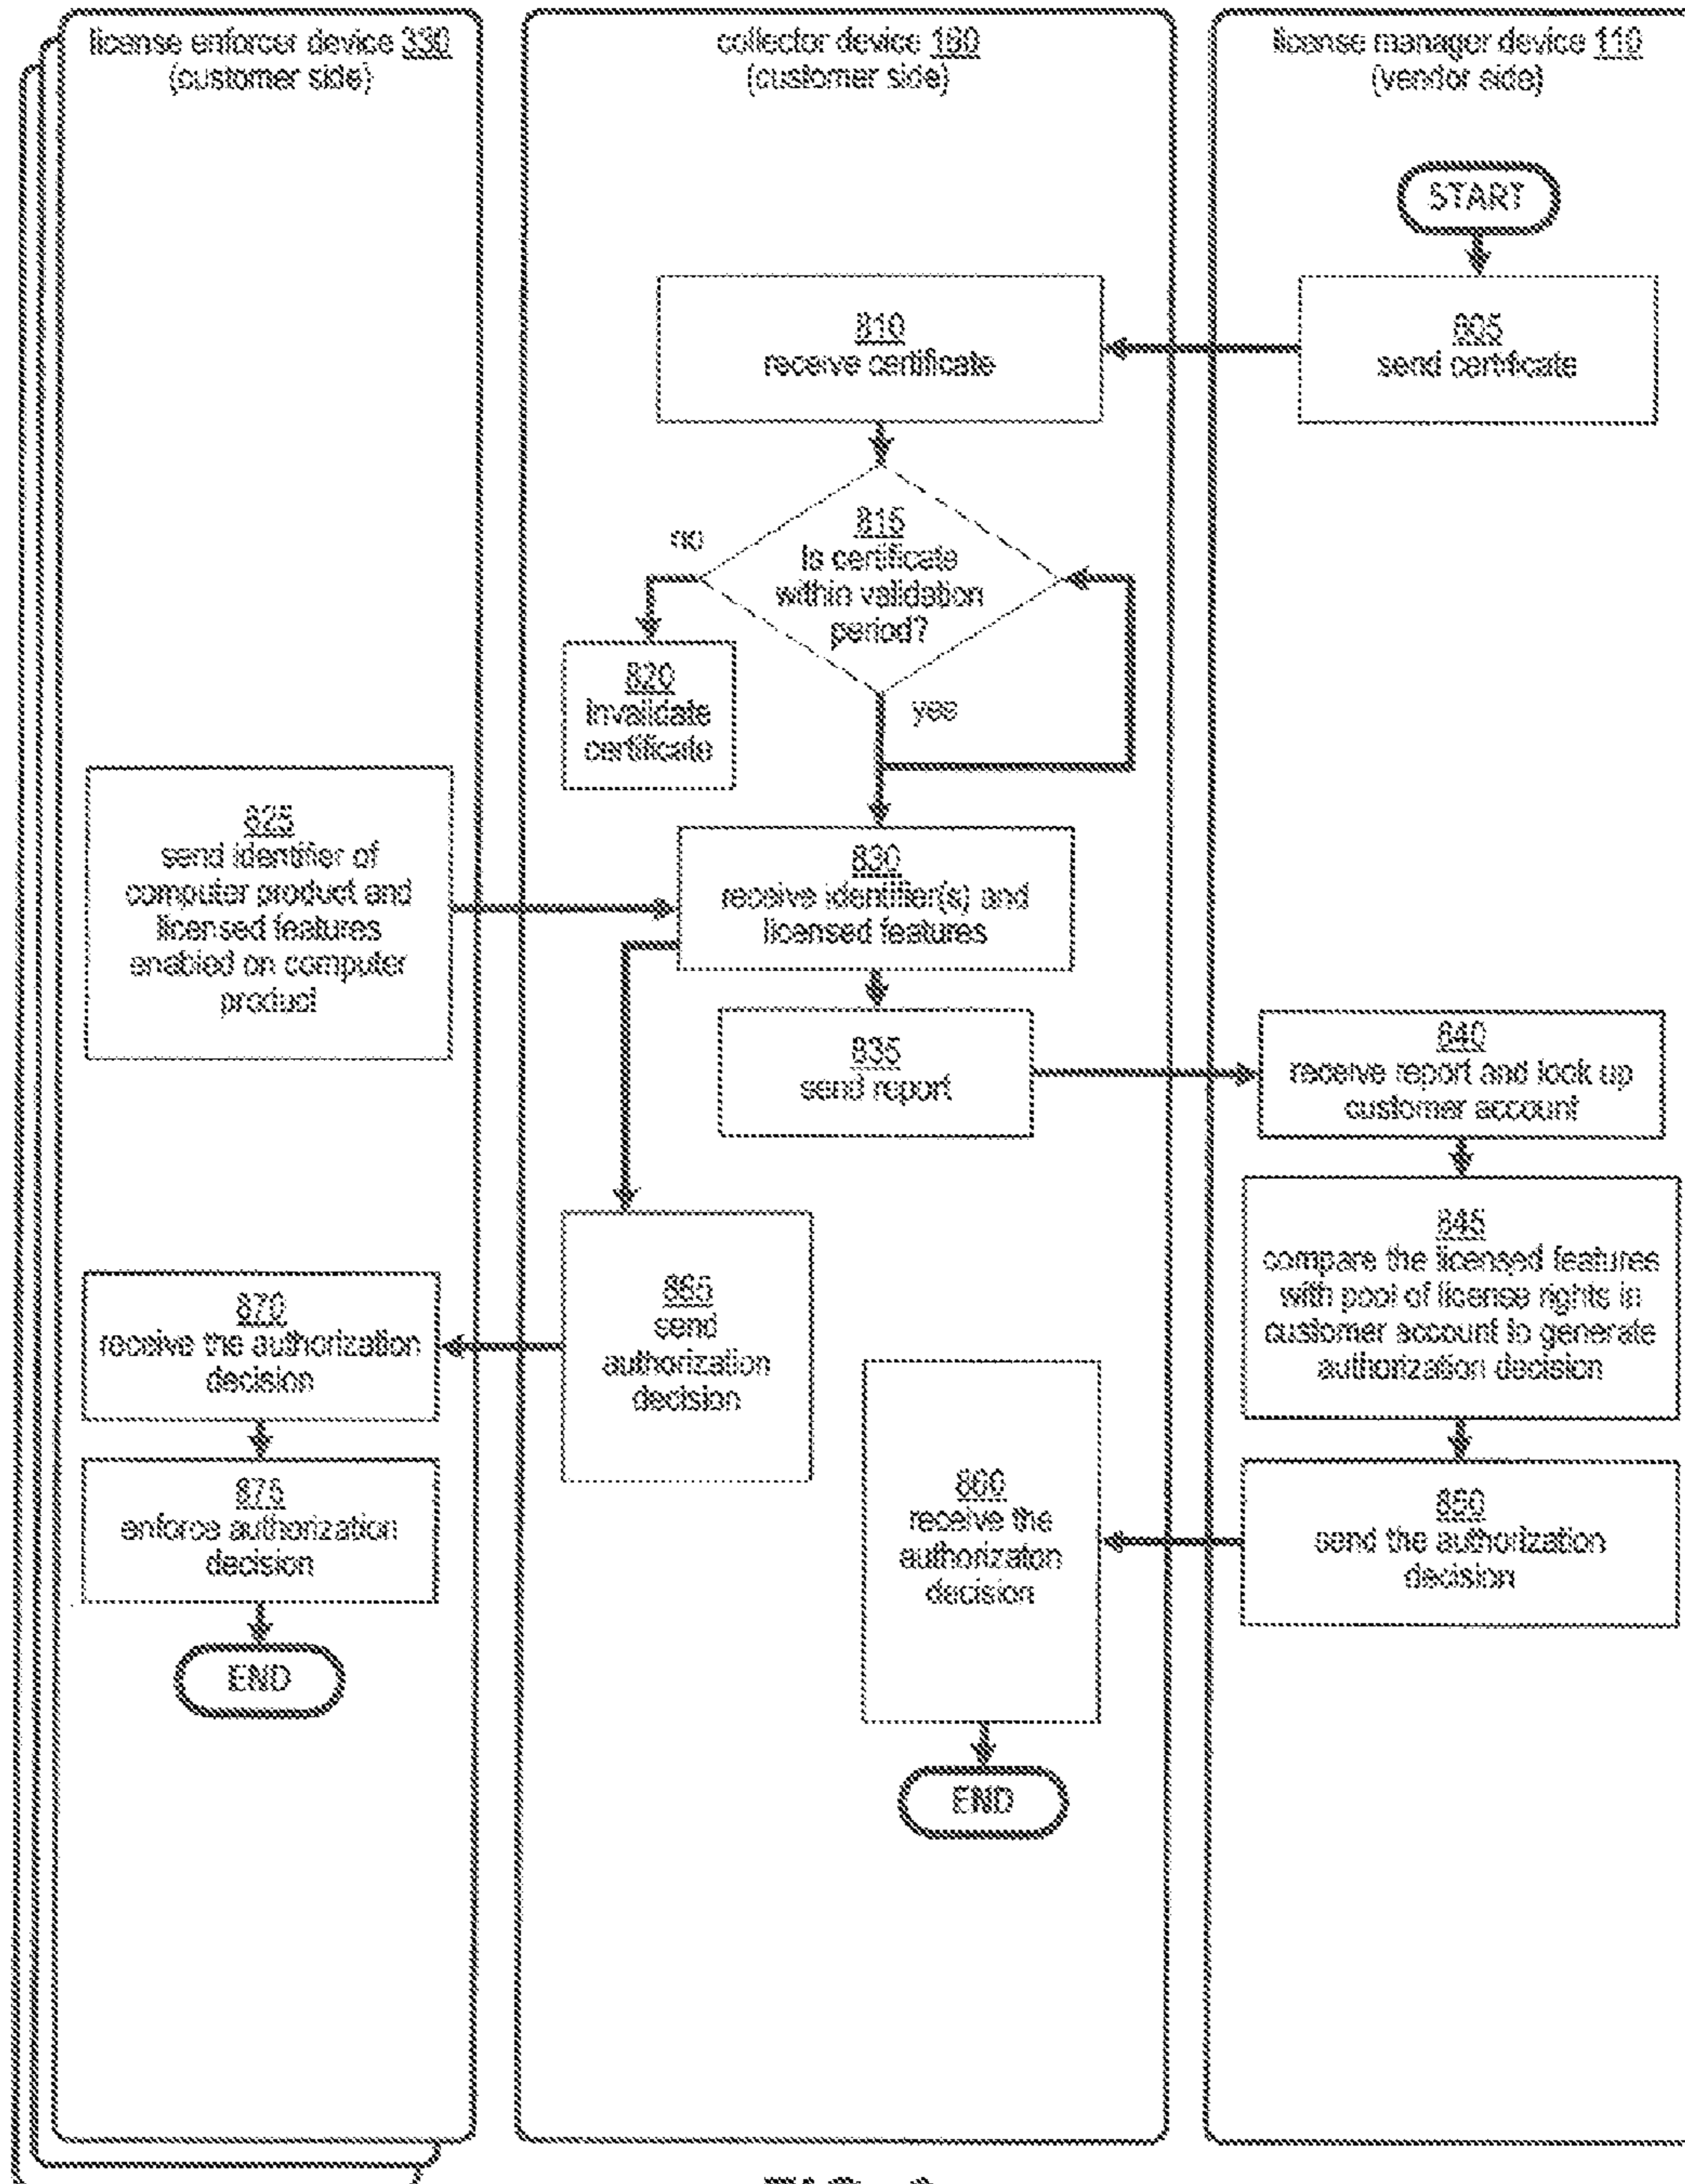 license enforcer device 330
(customer side)
collector device 160
(customer side)
license manager device 110
(vendor side)
START
805
send certificate
810
receive certificate
815
Is certificate
within validation
period?
no
yes
820
invalidate
certificate
825
send identifier of
computer product and
licensed features
enabled on computer
product
830
receive identifier(s) and
licensed features
835
send report
840
receive report and look up
customer account
845
compare the licensed features
with pool of license rights in
customer account to generate
authorization decision
865
send
authorization
decision
870
receive the authorization
decision
875
enforce authorization
decision
END
860
receive the
authorizaton
decision
850
send the authorization
decision
END